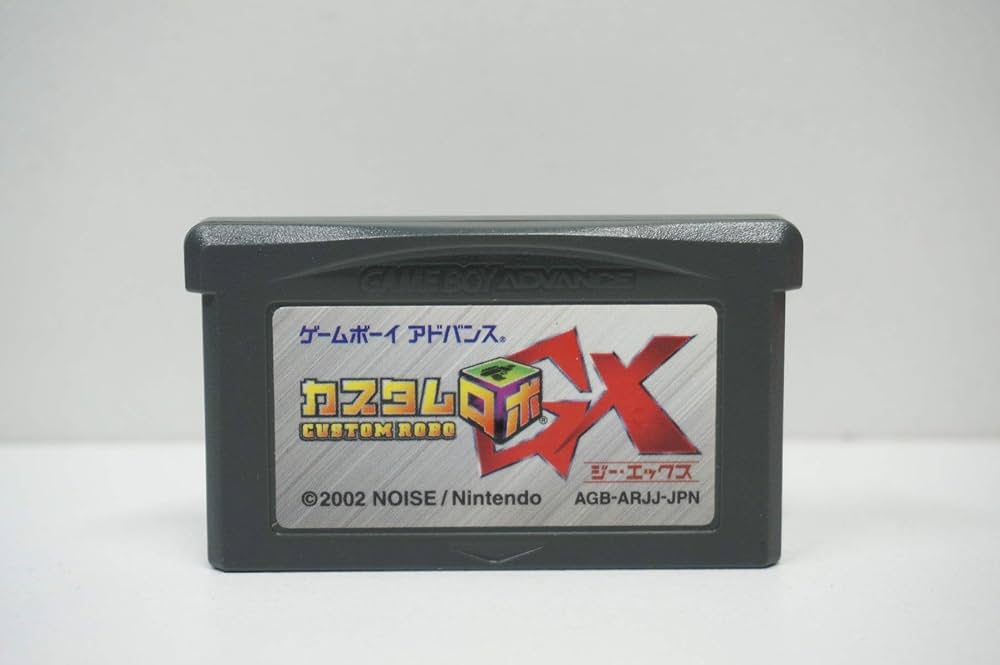 GAME BOY ADVANCE
ゲームボーイ アドバンス®
カスタムロボ® GX
CUSTOM ROBO
ジー・エックス
©2002 NOISE / Nintendo
AGB-ARJJ-JPN